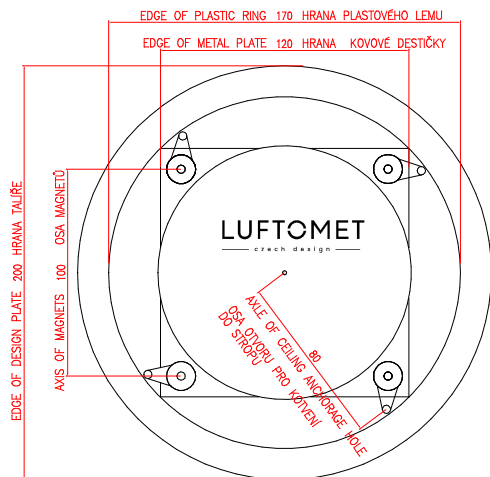 EDGE OF PLASTIC RING 170 HRANA PLASTOVÉHO LEMU
EDGE OF METAL PLATE 120 HRANA KOVOVÉ DESTIČKY
EDGE OF DESIGN PLATE 200 HRANA TALÍŘE
AXIS OF MAGNETS 100 OSA MAGNETŮ
LUFTOMET
czech design
80
AXLE OF CEILING ANCHORAGE HOLE
OSA OTVORU PRO KOTVENÍ
DO STROPU